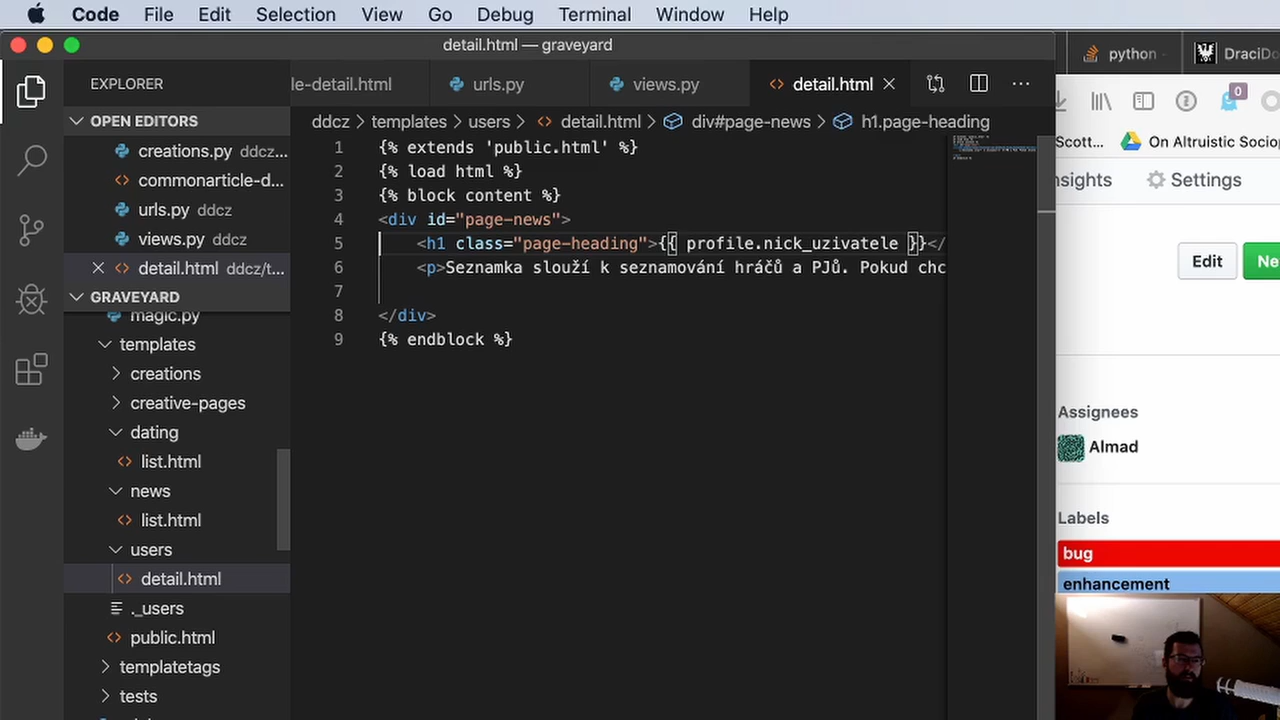 Code File Edit Selection View Go Debug Terminal Window Help
detail.html — graveyard
EXPLORER
le-detail.html urls.py views.py detail.html
OPEN EDITORS
creations.py ddcz...
commonarticle-d...
urls.py ddcz
views.py ddcz
detail.html ddcz/t...
GRAVEYARD
magic.py
templates
creations
creative-pages
dating
list.html
news
list.html
users
detail.html
._users
public.html
templatetags
tests
ddcz > templates > users > detail.html > div#page-news > h1.page-heading
1 {% extends 'public.html' %}
2 {% load html %}
3 {% block content %}
4 <div id="page-news">
5 <h1 class="page-heading">{{ profile.nick_uzivatele }}</
6 <p>Seznamka slouží k seznamování hráčů a PJů. Pokud chc
7
8 </div>
9 {% endblock %}
python
DraciDo
0
Scott... On Altruistic Sociop
nsights Settings
Edit Ne
Assignees
Almad
Labels
bug
enhancement